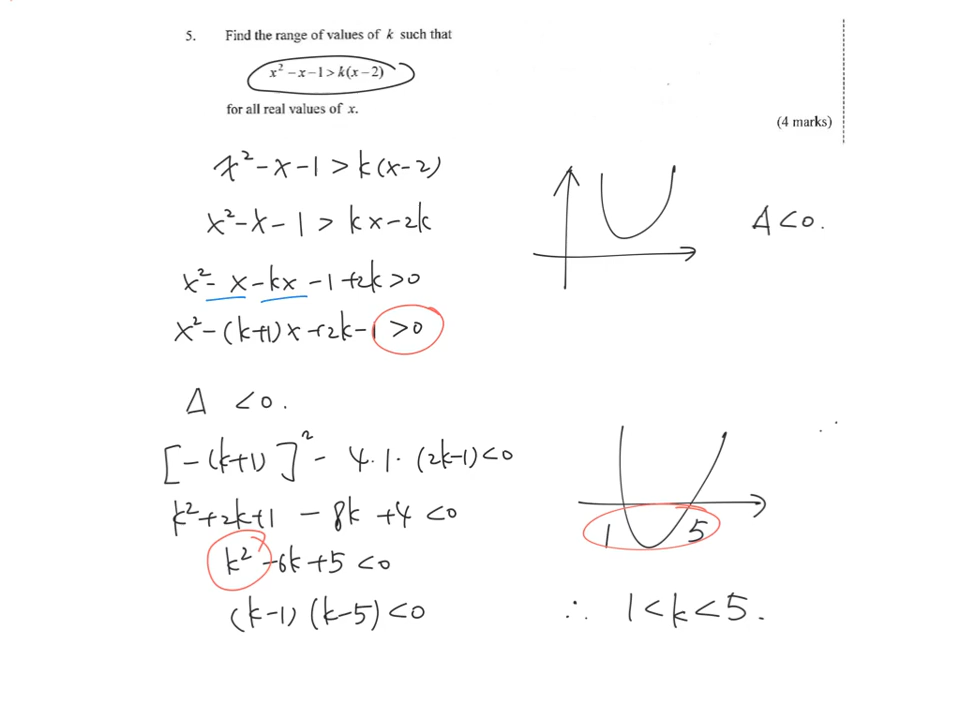 5. Find the range of values of k such that
x² – x – 1 > k(x – 2)
for all real values of x.
(4 marks)
x² - x - 1 > k(x-2)
x² - x - 1 > kx - 2k
x² - x - kx - 1 + 2k > 0
x² - (k+1)x + 2k - 1 > 0
Δ < 0.
Δ < 0.
[-(k+1)]² - 4·1·(2k-1) < 0
k² + 2k + 1 - 8k + 4 < 0
k² - 6k + 5 < 0
(k-1)(k-5) < 0
1 5
∴ 1 < k < 5.